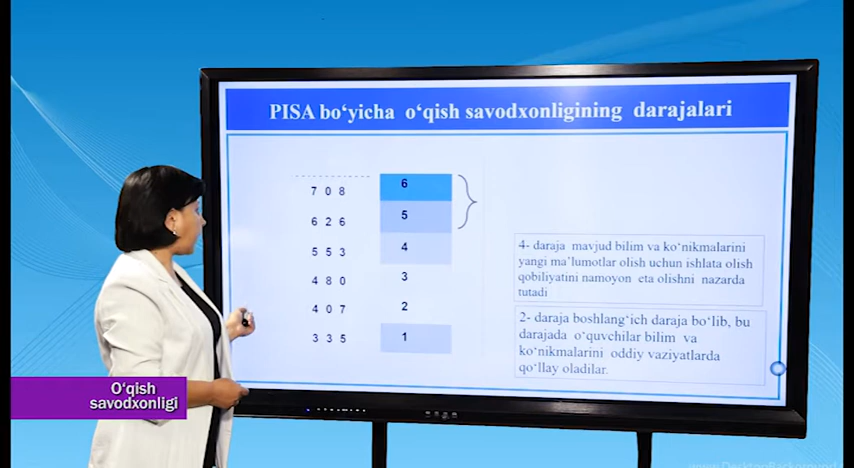 PISA bo‘yicha o‘qish savodxonligining darajalari
7 0 8 6
6 2 6 5
5 5 3 4
4 8 0 3
4 0 7 2
3 3 5 1
4- daraja mavjud bilim va ko‘nikmalarini
yangi ma’lumotlar olish uchun ishlata olish
qobiliyatini namoyon eta olishni nazarda
tutadi
2- daraja boshlang‘ich daraja bo‘lib, bu
darajada o‘quvchilar bilim va
ko‘nikmalarini oddiy vaziyatlarda
qo‘llay oladilar.
O‘qish
savodxonligi
www.DesktopBackground